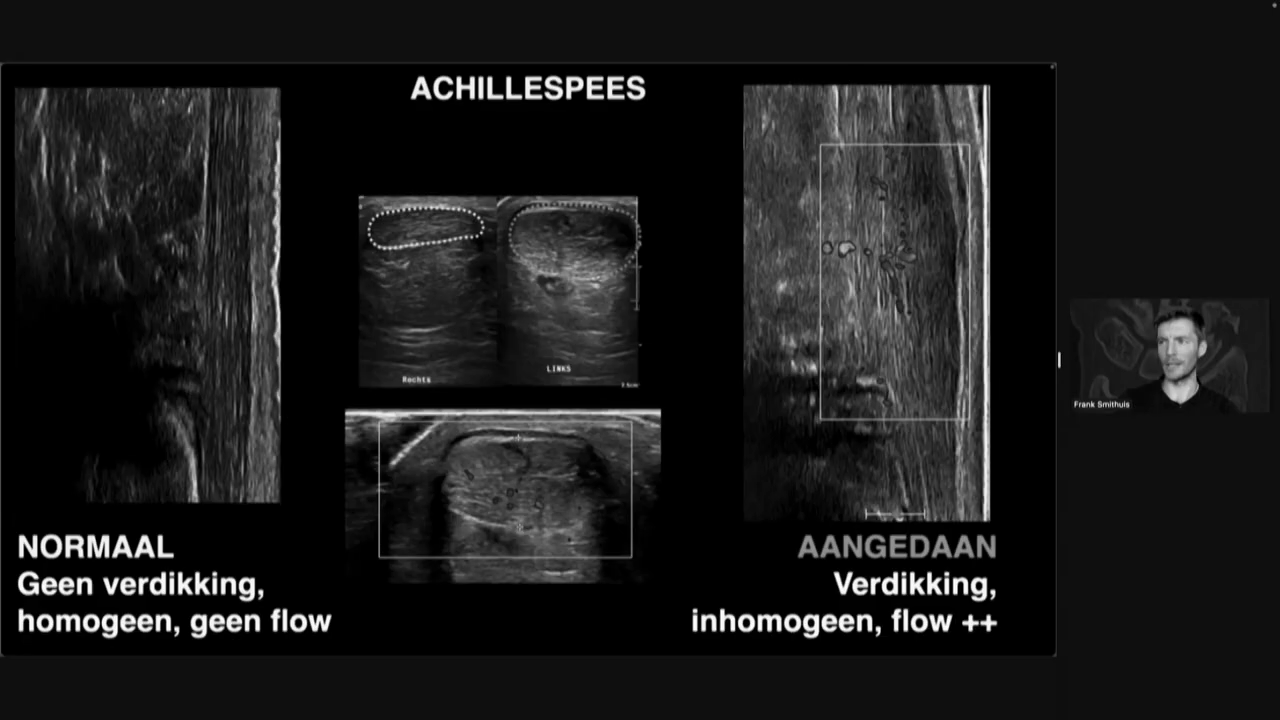 ACHILLESPEES
Rechts
LINKS
NORMAAL
Geen verdikking,
homogeen, geen flow
AANGEDAAN
Verdikking,
inhomogeen, flow ++
Frank Smithuis